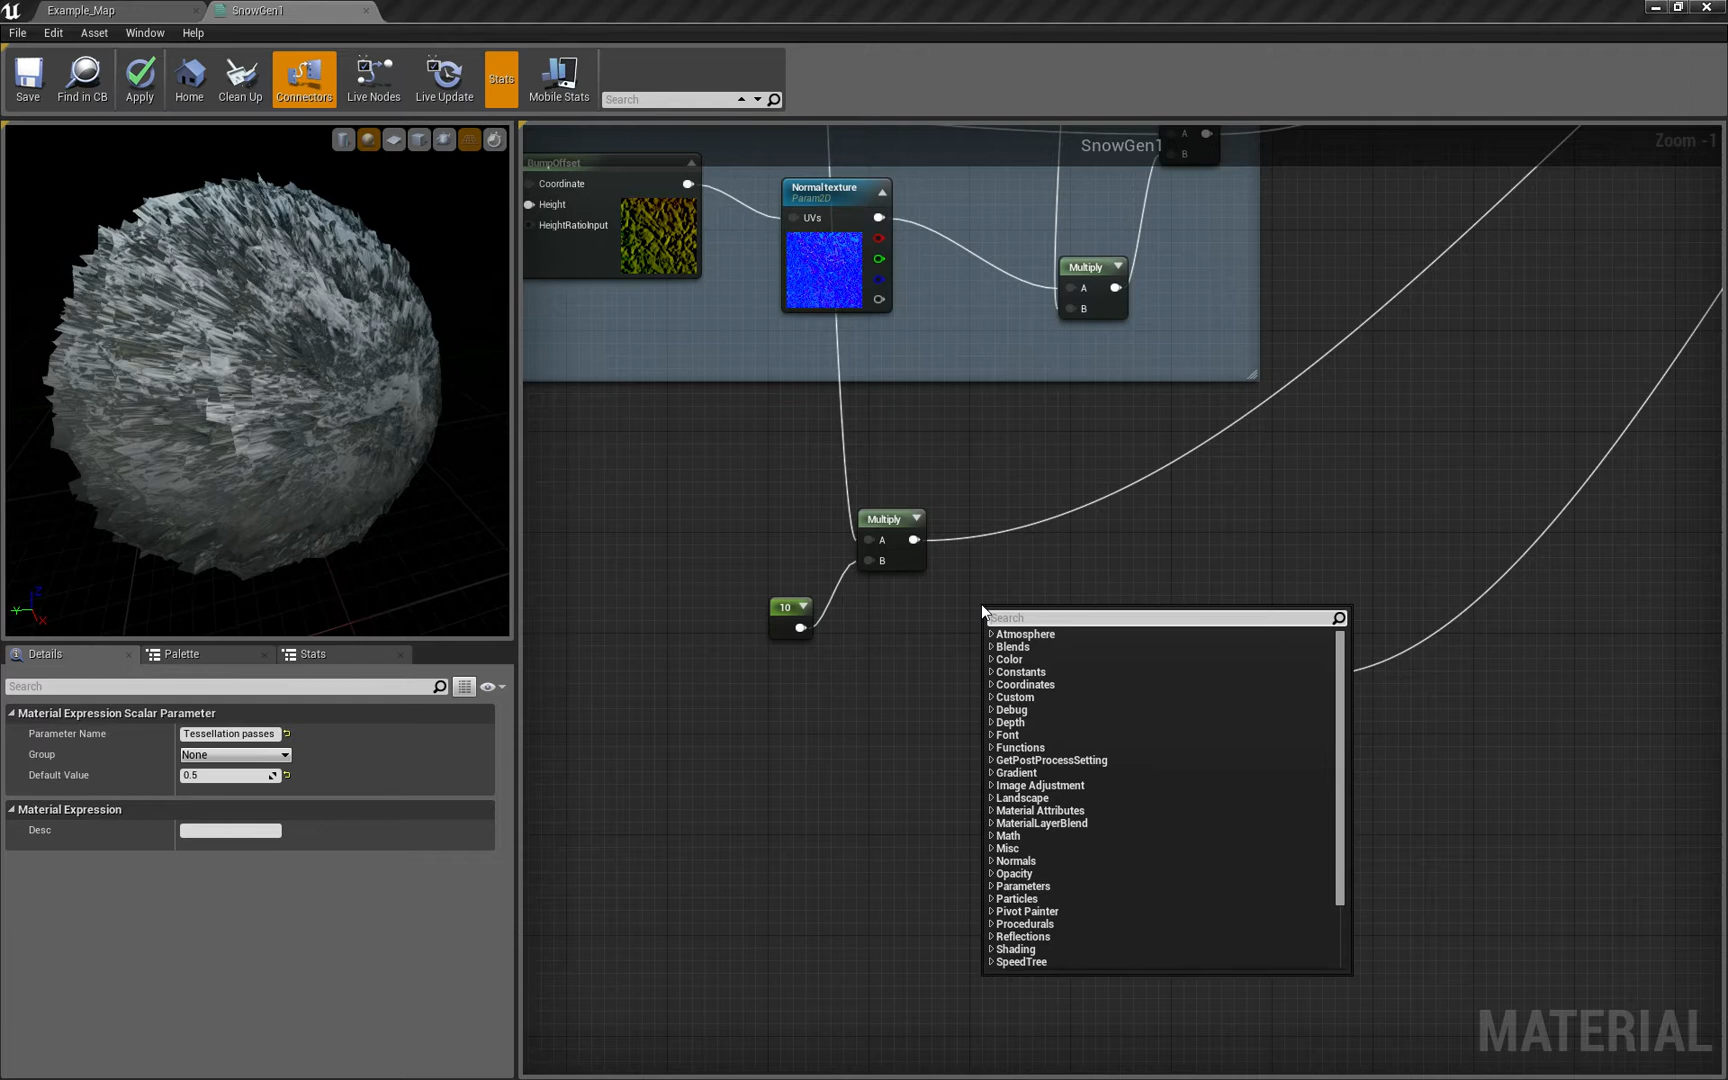 Example_Map
SnowGen1
File Edit Asset Window Help
Save
Find in CB
Apply
Home
Clean Up
Connectors
Live Nodes
Live Update
Stats
Mobile Stats
Search
SnowGen1
Zoom -1
A
B
BumpOffset
Coordinate
Height
HeightRatioInput
Normal texture
Param2D
UVs
Multiply
A
B
Multiply
A
B
10
Z
Y
X
Search
Atmosphere
Blends
Color
Constants
Coordinates
Custom
Debug
Depth
Font
Functions
GetPostProcessSetting
Gradient
Image Adjustment
Landscape
Material Attributes
MaterialLayerBlend
Math
Misc
Normals
Opacity
Parameters
Particles
Pivot Painter
Procedurals
Reflections
Shading
SpeedTree
Details
Palette
Stats
Search
Material Expression Scalar Parameter
Parameter Name Tessellation passes
Group None
Default Value 0.5
Material Expression
Desc
MATERIAL